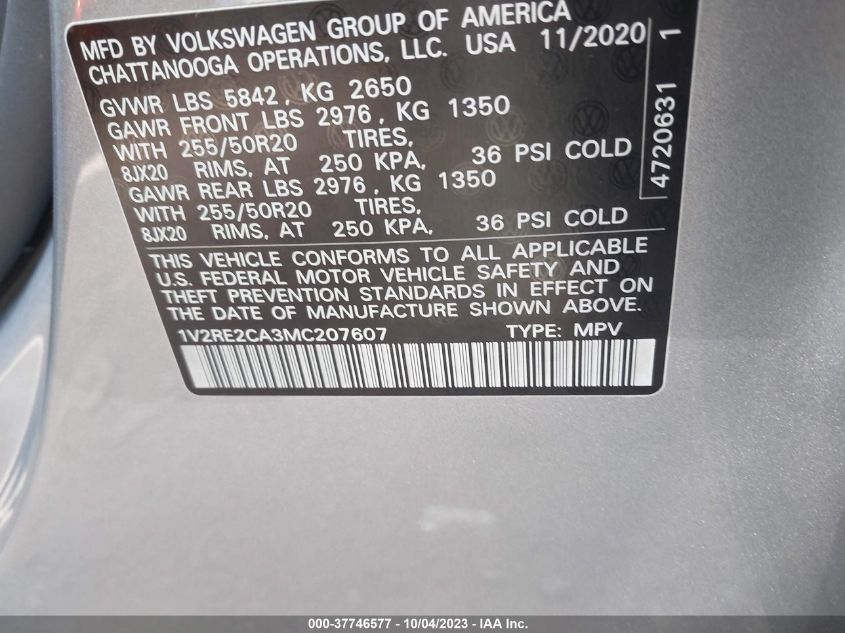 MFD BY VOLKSWAGEN GROUP OF AMERICA
CHATTANOOGA OPERATIONS, LLC. USA 11/2020
GVWR LBS 5842, KG 2650
GAWR FRONT LBS 2976, KG 1350
WITH 255/50R20 TIRES,
8JX20 RIMS, AT 250 KPA, 36 PSI COLD
GAWR REAR LBS 2976, KG 1350
WITH 255/50R20 TIRES,
8JX20 RIMS, AT 250 KPA, 36 PSI COLD
THIS VEHICLE CONFORMS TO ALL APPLICABLE
U.S. FEDERAL MOTOR VEHICLE SAFETY AND
THEFT PREVENTION STANDARDS IN EFFECT ON
THE DATE OF MANUFACTURE SHOWN ABOVE.
1V2RE2CA3MC207607 TYPE: MPV
4720631 1
000-37746577 - 10/04/2023 - IAA Inc.